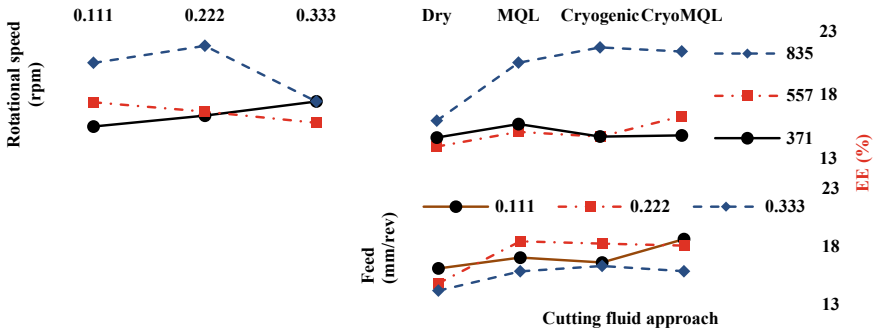 0.111 0.222 0.333
Dry MQL Cryogenic CryoMQL
23
835
18
557
371
13
Rotational speed
(rpm)
EE (%)
23
0.111 0.222 0.333
18
13
Feed
(mm/rev)
Cutting fluid approach